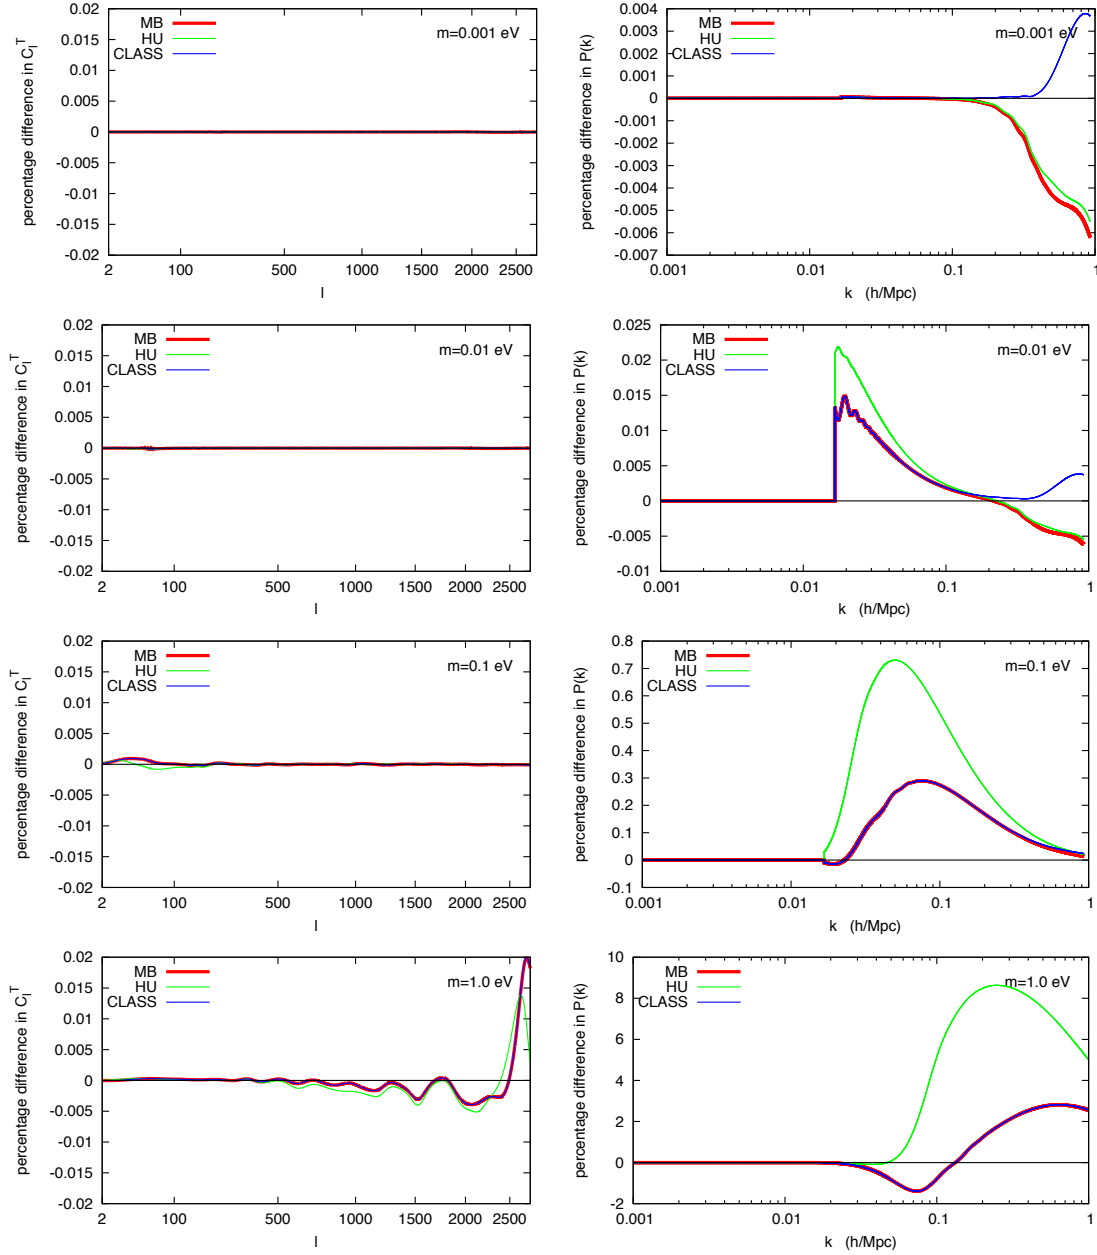 percentage difference in C_l^T
0.02
0.015
0.01
0.005
0
-0.005
-0.01
-0.015
-0.02
MB
HU
CLASS
m=0.001 eV
2 100 500 1000 1500 2000 2500
l
percentage difference in P(k)
0.004
0.003
0.002
0.001
0
-0.001
-0.002
-0.003
-0.004
-0.005
-0.006
-0.007
MB
HU
CLASS
m=0.001 eV
0.001 0.01 0.1 1
k (h/Mpc)
percentage difference in C_l^T
0.02
0.015
0.01
0.005
0
-0.005
-0.01
-0.015
-0.02
MB
HU
CLASS
m=0.01 eV
2 100 500 1000 1500 2000 2500
l
percentage difference in P(k)
0.025
0.02
0.015
0.01
0.005
0
-0.005
-0.01
MB
HU
CLASS
m=0.01 eV
0.001 0.01 0.1 1
k (h/Mpc)
percentage difference in C_l^T
0.02
0.015
0.01
0.005
0
-0.005
-0.01
-0.015
-0.02
MB
HU
CLASS
m=0.1 eV
2 100 500 1000 1500 2000 2500
l
percentage difference in P(k)
0.8
0.7
0.6
0.5
0.4
0.3
0.2
0.1
0
-0.1
MB
HU
CLASS
m=0.1 eV
0.001 0.01 0.1 1
k (h/Mpc)
percentage difference in C_l^T
0.02
0.015
0.01
0.005
0
-0.005
-0.01
-0.015
-0.02
MB
HU
CLASS
m=1.0 eV
2 100 500 1000 1500 2000 2500
l
percentage difference in P(k)
10
8
6
4
2
0
-2
MB
HU
CLASS
m=1.0 eV
0.001 0.01 0.1 1
k (h/Mpc)